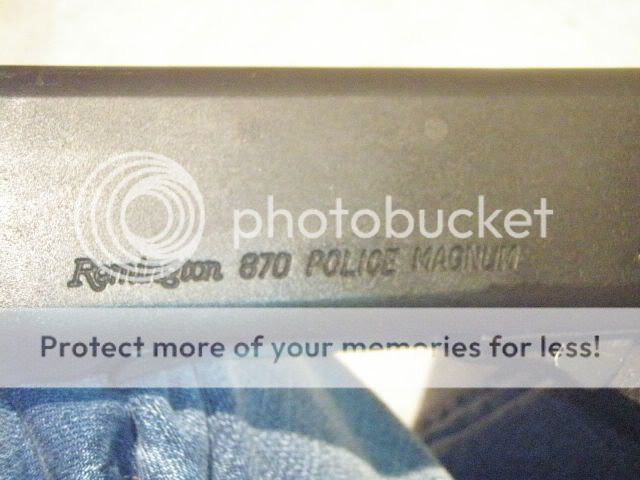 photobucket
Remington 870 POLICE MAGNUM
Protect more of your memories for less!